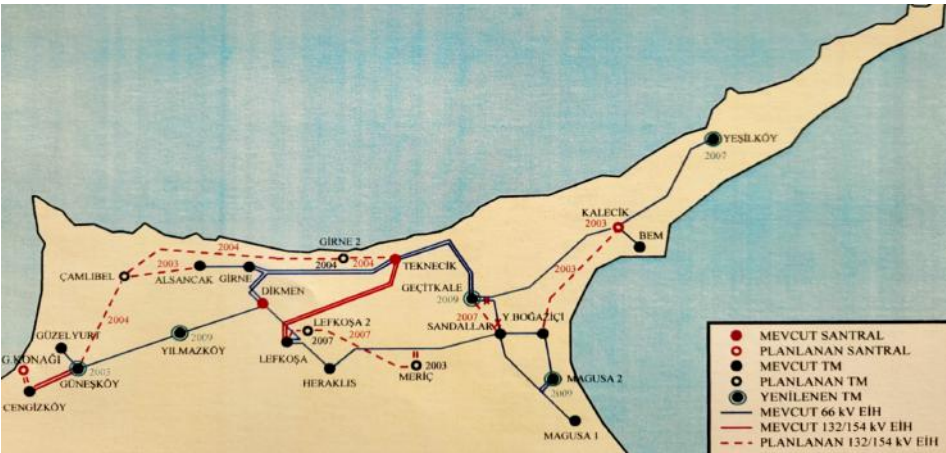 YEŞİLKÖY
2007
KALECİK
2003
BEM
2004
GİRNE 2
2004
2004
ÇAMLIBEL
2003
ALSANCAK
GİRNE
TEKNECİK
2003
GEÇİTKALE
2009
DİKMEN
2007
2004
GÜZELYURT
2009
YILMAZKÖY
LEFKOŞA 2
2007
2007
SANDALLAR
Y.BOĞAZİÇİ
LEFKOŞA
G.KONAĞI
GÜNEŞKÖY
HERAKLIS
MERİÇ
2003
MAGUSA 2
2009
CENGİZKÖY
MAGUSA 1
MEVCUT SANTRAL
PLANLANAN SANTRAL
MEVCUT TM
PLANLANAN TM
YENİLENEN TM
MEVCUT 66 kV EİH
MEVCUT 132/154 kV EİH
PLANLANAN 132/154 kV EİH